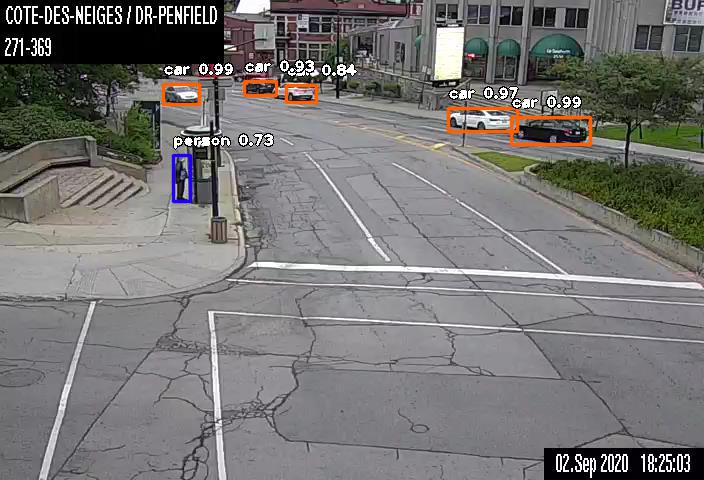 COTE-DES-NEIGES / DR-PENFIELD
271-369
BUF
car 0.99
car 0.93
0.84
car 0.97
car 0.99
person 0.73
02.Sep 2020 18:25:03